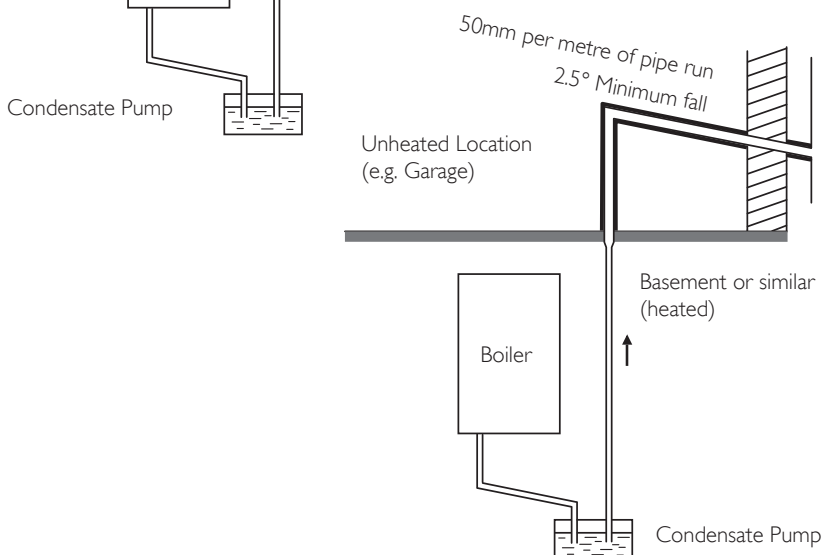 50mm per metre of pipe run
2.5° Minimum fall
Condensate Pump
Unheated Location
(e.g. Garage)
Basement or similar
(heated)
Boiler
Condensate Pump